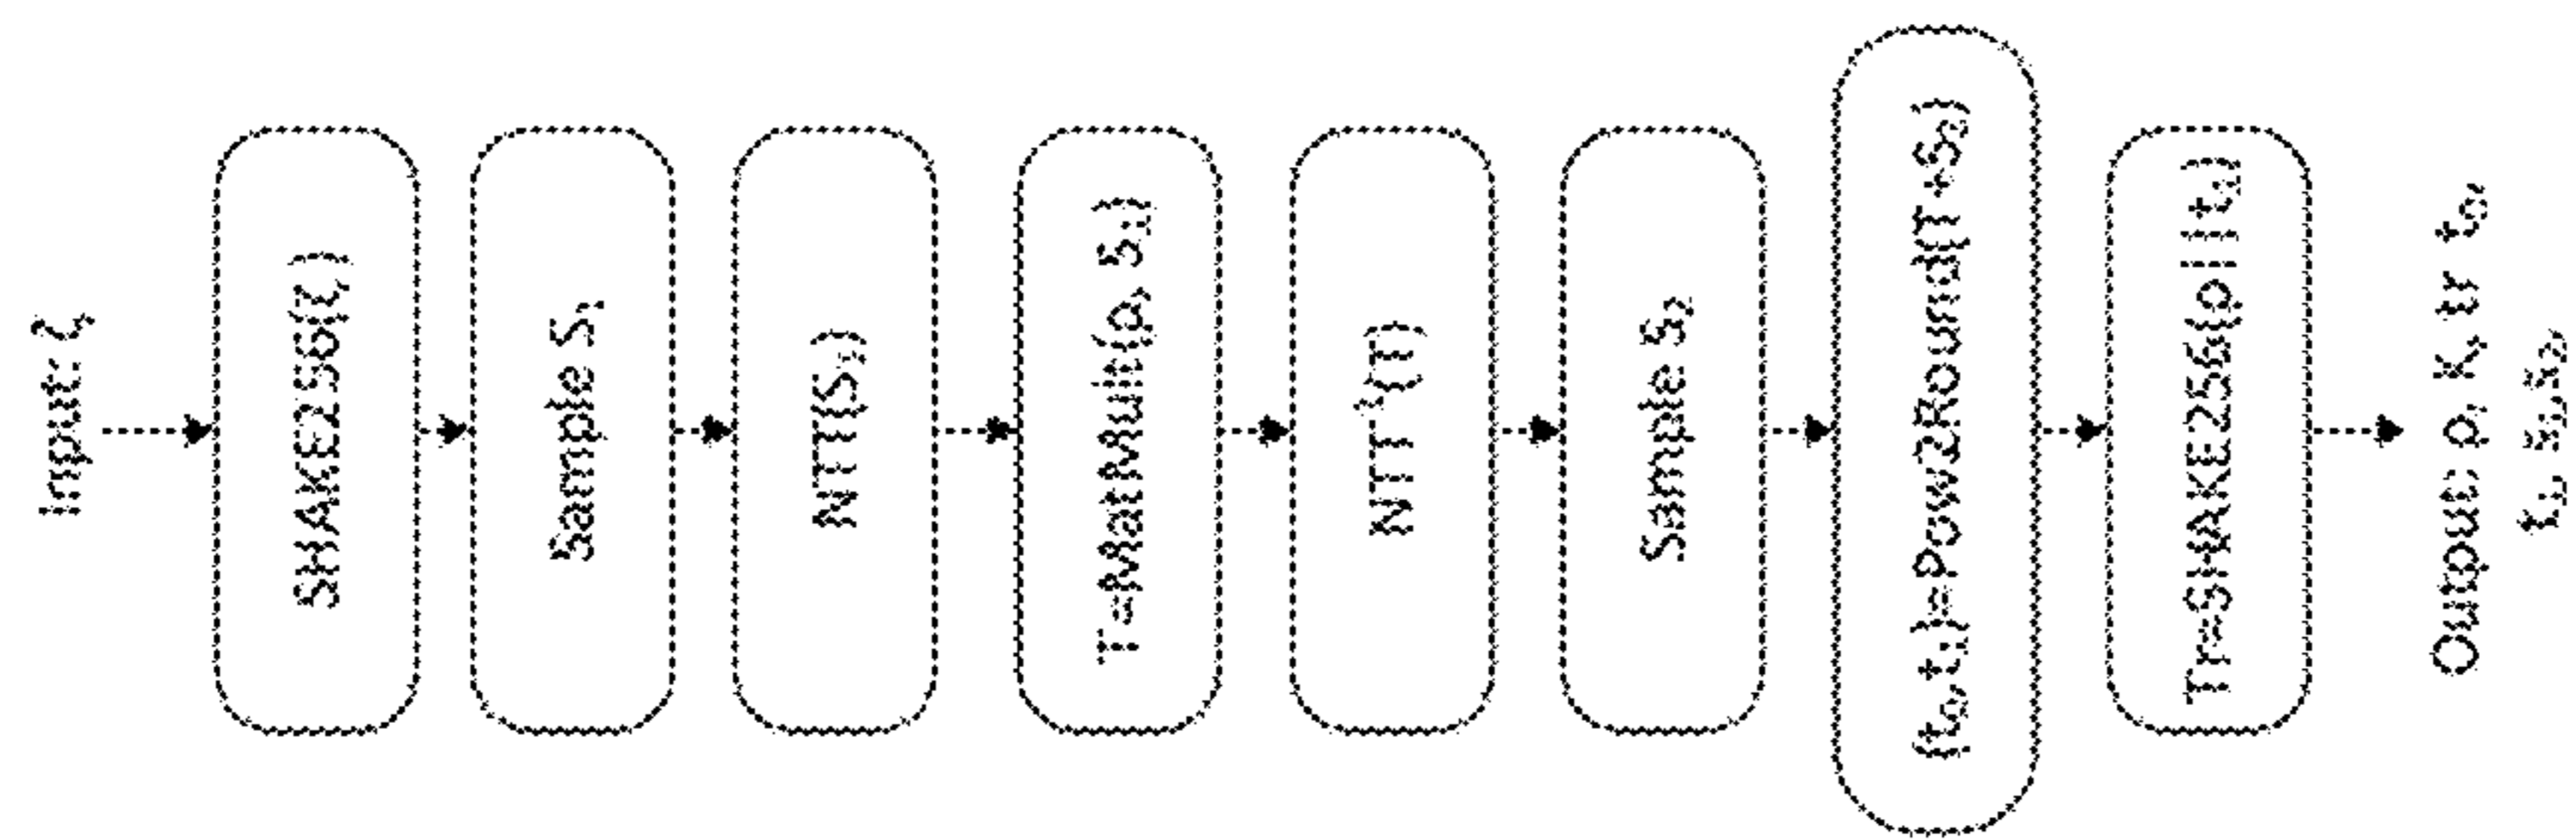 Input: ζ
SHAKE256(ζ)
Sample S₁
NTT(S₁)
T=MatMult(ρ, S₁)
NTT⁻¹(T)
Sample S₂
(t₀,t₁)=Pow2Round(T+S₂)
Tr=SHAKE256(ρ||t₁)
Output: ρ, K, tr t₀,
t₁, s₁,s₂,